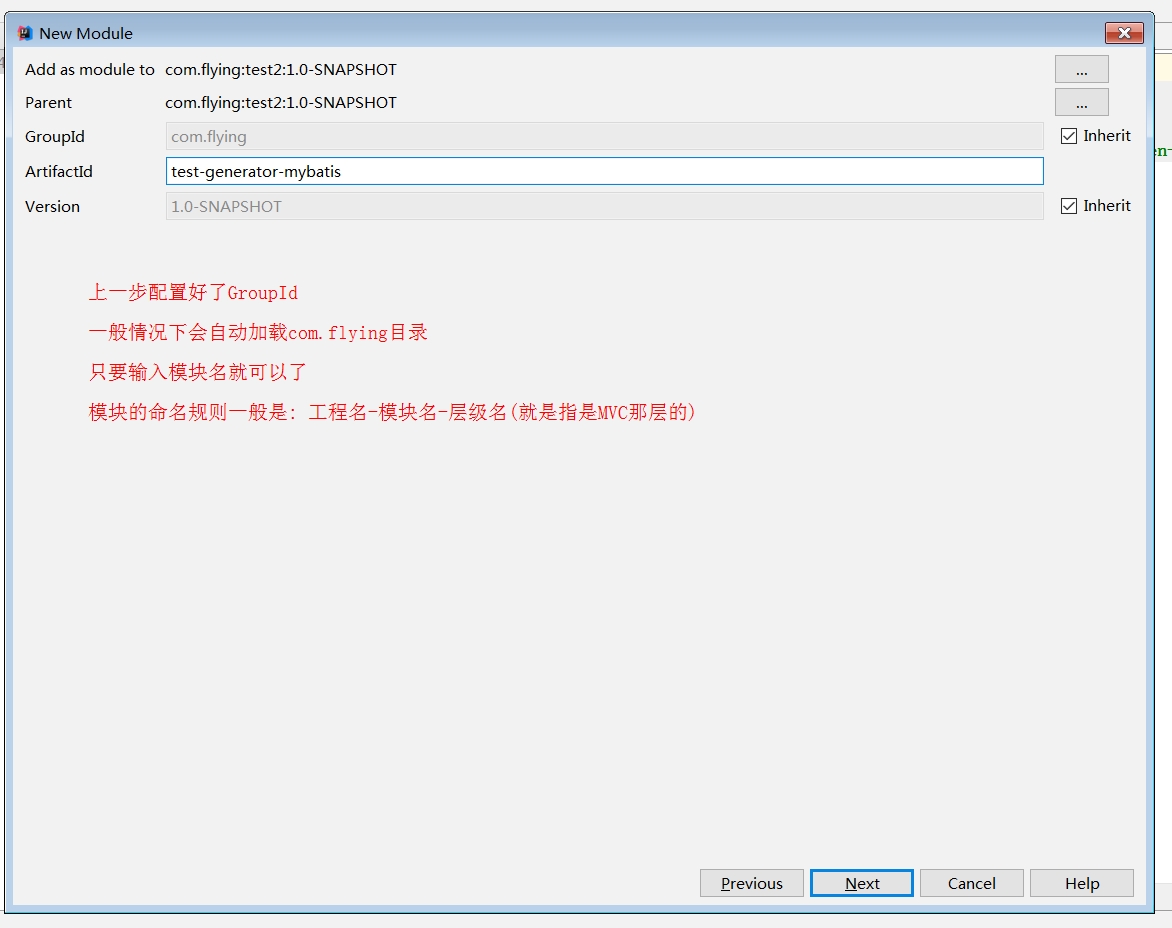 New Module
Add as module to com.flying:test2:1.0-SNAPSHOT ...
Parent com.flying:test2:1.0-SNAPSHOT ...
GroupId com.flying Inherit
ArtifactId test-generator-mybatis
Version 1.0-SNAPSHOT Inherit
上一步配置好了GroupId
一般情况下会自动加载com.flying目录
只要输入模块名就可以了
模块的命名规则一般是: 工程名-模块名-层级名(就是指是MVC那层的)
Previous Next Cancel Help